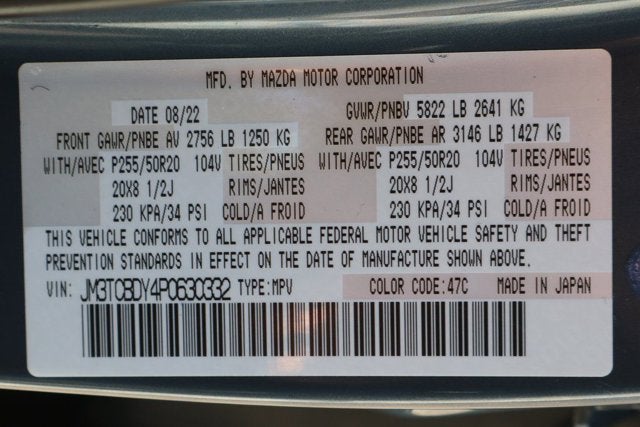 MFD. BY MAZDA MOTOR CORPORATION
DATE 08/22 GVWR/PNBV 5822 LB 2641 KG
FRONT GAWR/PNBE AV 2756 LB 1250 KG REAR GAWR/PNBE AR 3146 LB 1427 KG
WITH/AVEC P255/50R20 104V TIRES/PNEUS WITH/AVEC P255/50R20 104V TIRES/PNEUS
20X8 1/2J RIMS/JANTES 20X8 1/2J RIMS/JANTES
230 KPA/34 PSI COLD/A FROID 230 KPA/34 PSI COLD/A FROID
THIS VEHICLE CONFORMS TO ALL APPLICABLE FEDERAL MOTOR VEHICLE SAFETY AND THEFT
PREVENTION STANDARDS IN EFFECT ON THE DATE OF MANUFACTURE SHOWN ABOVE.
VIN: JM3TCBDY4P0630332 TYPE:MPV COLOR CODE:47C MADE IN JAPAN